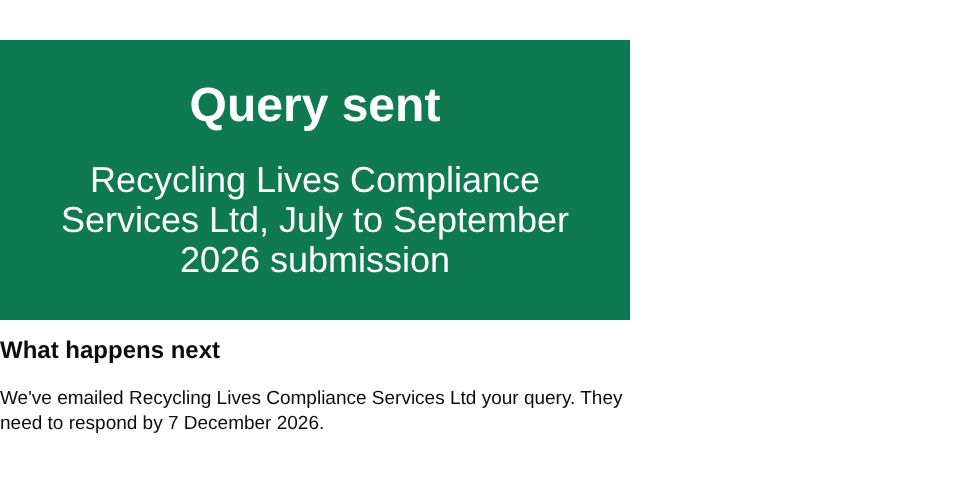 Query sent
Recycling Lives Compliance
Services Ltd, July to September
2026 submission
What happens next
We've emailed Recycling Lives Compliance Services Ltd your query. They
need to respond by 7 December 2026.